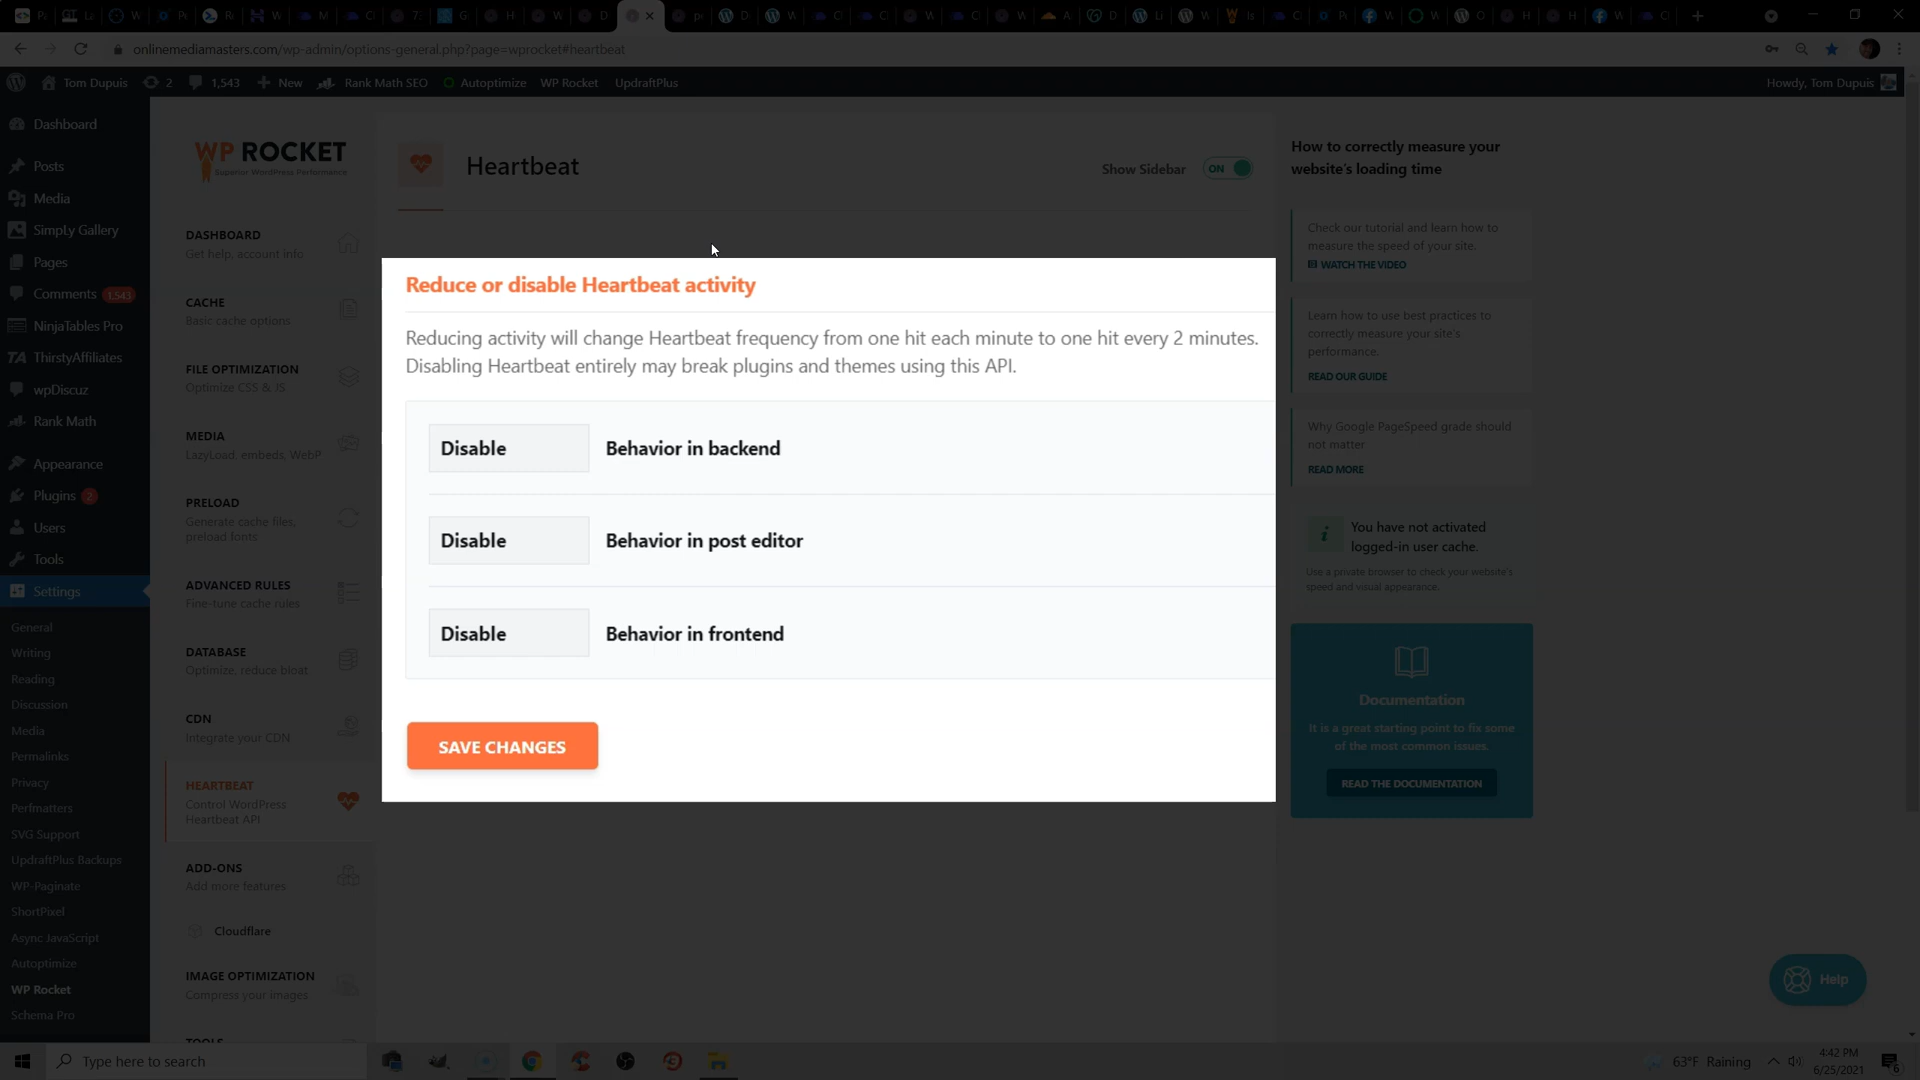 onlinemediamasters.com/wp-admin/options-general.php?page=wprocket#heartbeat
Tom Dupuis 2 1,543 New Rank Math SEO Autoptimize WP Rocket UpdraftPlus Howdy, Tom Dupuis
Dashboard
Posts
Media
SimpLy Gallery
Pages
Comments 1,543
NinjaTables Pro
ThirstyAffiliates
wpDiscuz
Rank Math
Appearance
Plugins 2
Users
Tools
Settings
General
Writing
Reading
Discussion
Media
Permalinks
Privacy
Perfmatters
SVG Support
UpdraftPlus Backups
WP-Paginate
ShortPixel
Async JavaScript
Autoptimize
WP Rocket
Schema Pro
WP ROCKET
Superior WordPress Performance
DASHBOARD
Get help, account info
CACHE
Basic cache options
FILE OPTIMIZATION
Optimize CSS & JS
MEDIA
LazyLoad, embeds, WebP
PRELOAD
Generate cache files,
preload fonts
ADVANCED RULES
Fine-tune cache rules
DATABASE
Optimize, reduce bloat
CDN
Integrate your CDN
HEARTBEAT
Control WordPress
Heartbeat API
ADD-ONS
Add more features
Cloudflare
IMAGE OPTIMIZATION
Compress your images
TOOLS
Heartbeat
Show Sidebar ON
Reduce or disable Heartbeat activity
Reducing activity will change Heartbeat frequency from one hit each minute to one hit every 2 minutes.
Disabling Heartbeat entirely may break plugins and themes using this API.
Disable Behavior in backend
Disable Behavior in post editor
Disable Behavior in frontend
SAVE CHANGES
How to correctly measure your
website's loading time
Check our tutorial and learn how to
measure the speed of your site.
WATCH THE VIDEO
Learn how to use best practices to
correctly measure your site's
performance.
READ OUR GUIDE
Why Google PageSpeed grade should
not matter
READ MORE
You have not activated
logged-in user cache.
Use a private browser to check your website's
speed and visual appearance.
Documentation
It is a great starting point to fix some
of the most common issues.
READ THE DOCUMENTATION
Help
Type here to search
63°F Raining
4:42 PM
6/25/2021
6